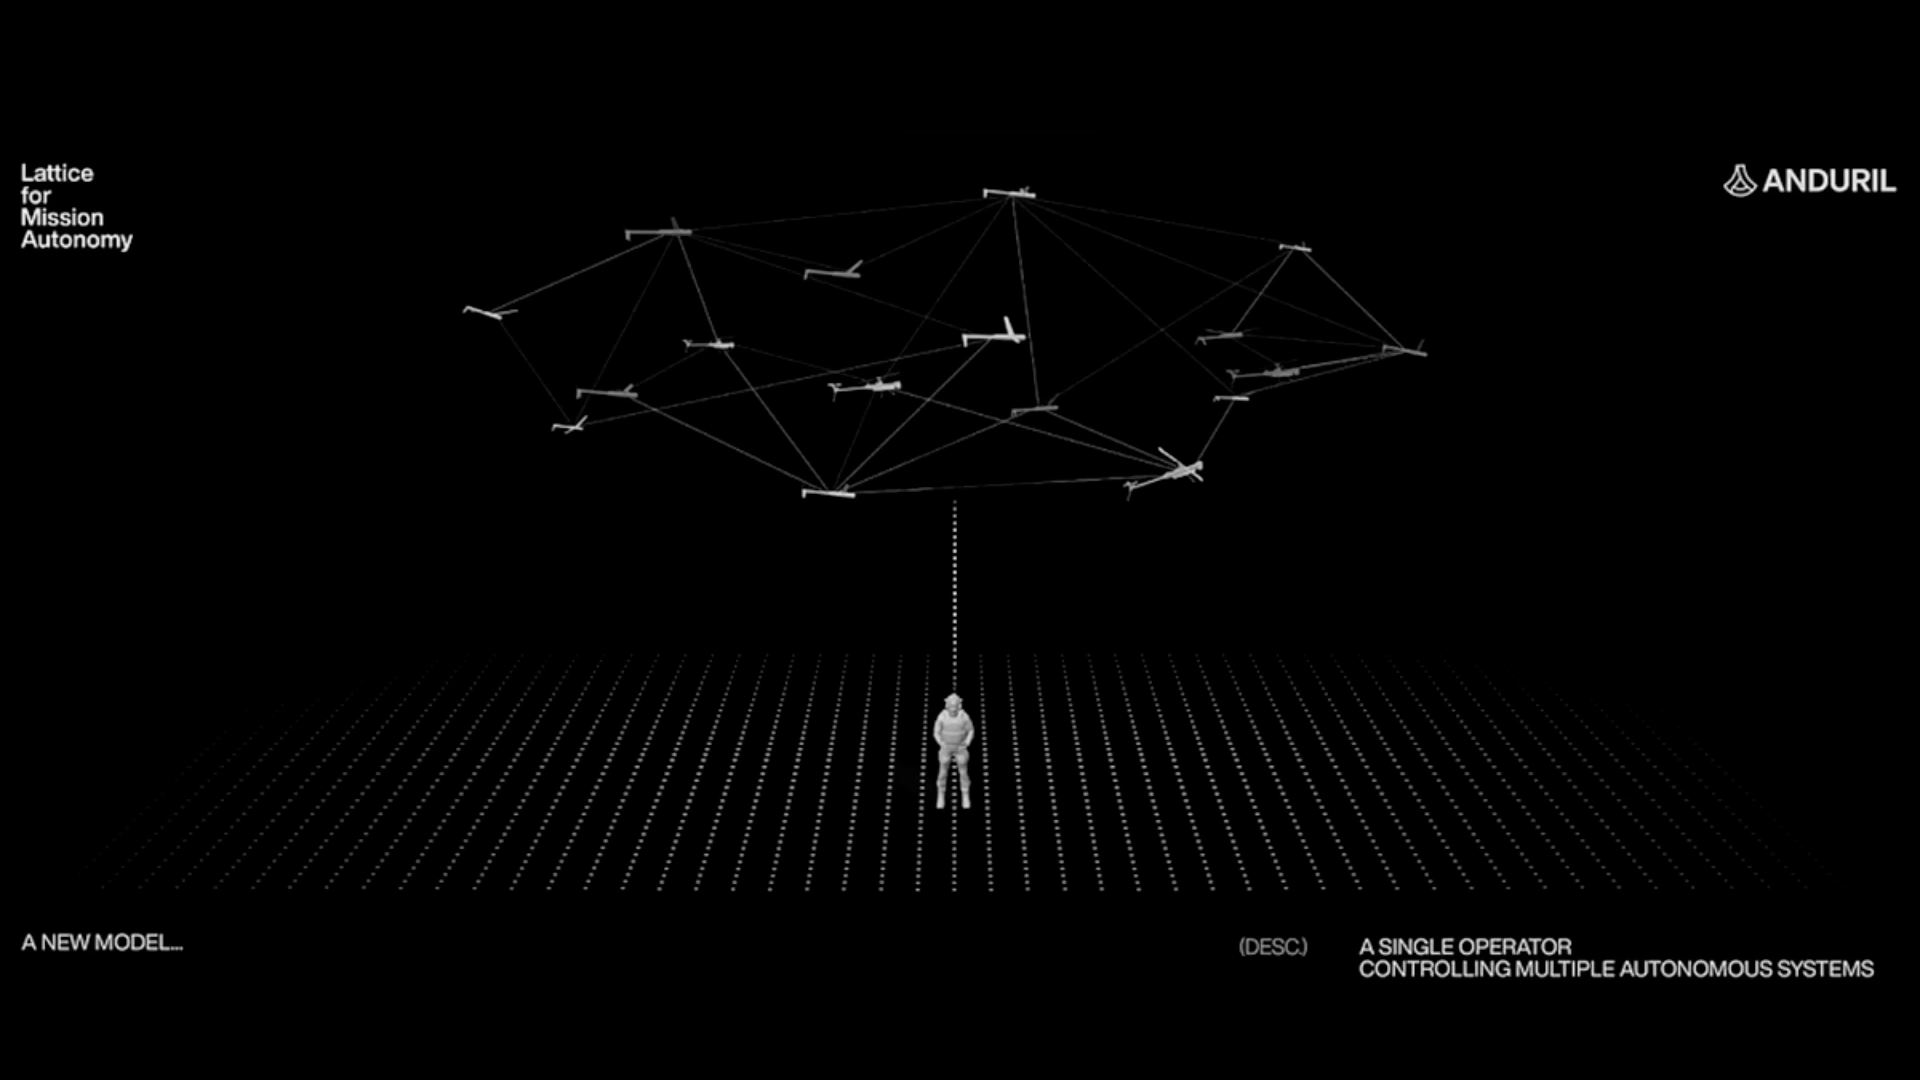 Lattice
for
Mission
Autonomy
ANDURIL
A NEW MODEL...
(DESC.)
A SINGLE OPERATOR
CONTROLLING MULTIPLE AUTONOMOUS SYSTEMS